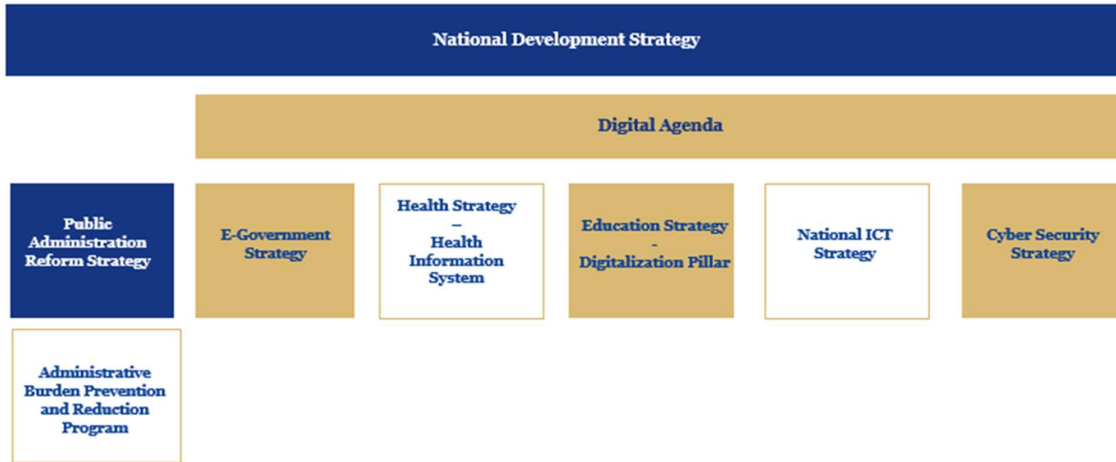 National Development Strategy
Digital Agenda
Public
Administration
Reform Strategy
E-Government
Strategy
Health Strategy
–
Health
Information
System
Education Strategy
-
Digitalization Pillar
National ICT
Strategy
Cyber Security
Strategy
Administrative
Burden Prevention
and Reduction
Program